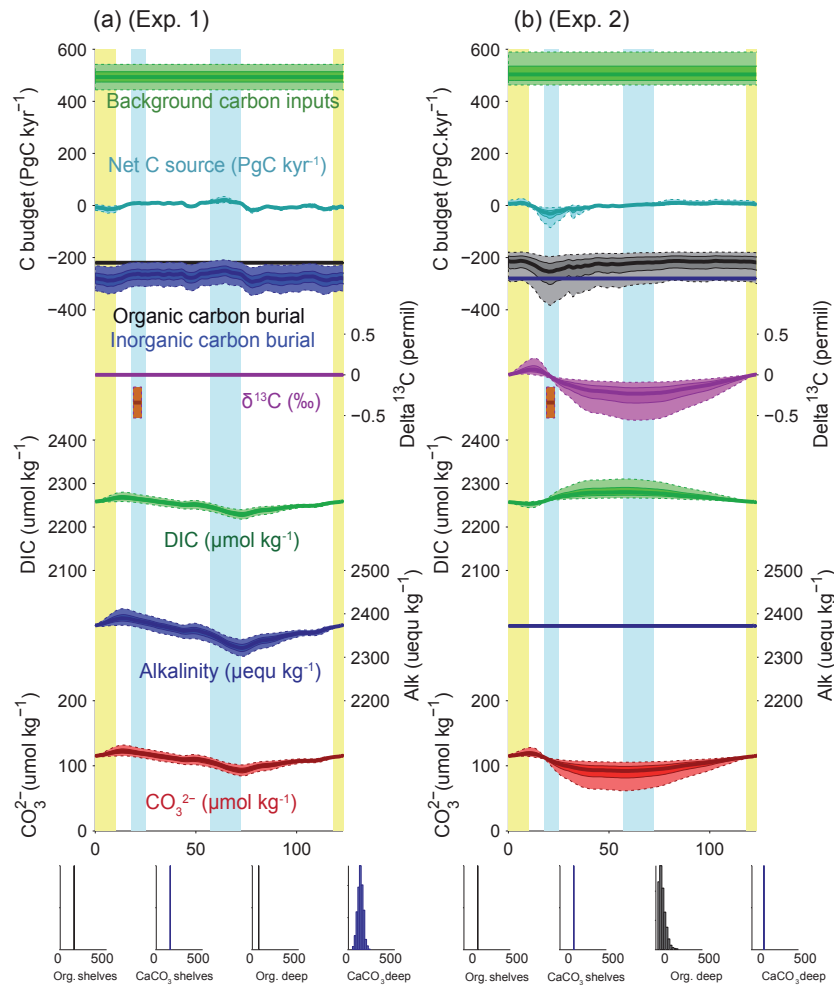 (a) (Exp. 1)
600
400
200
0
−200
−400
C budget (PgC kyr⁻¹)
Background carbon inputs
Net C source (PgC kyr⁻¹)
Organic carbon burial
Inorganic carbon burial
0.5
0
−0.5
Delta¹³C (permil)
δ¹³C (‰)
2400
2300
2200
2100
DIC (umol kg⁻¹)
DIC (µmol kg⁻¹)
2500
2400
2300
2200
Alk (uequ kg⁻¹)
Alkalinity (µequ kg⁻¹)
200
100
0
CO₃²⁻(umol kg⁻¹)
CO₃²⁻ (µmol kg⁻¹)
0 50 100
0 500
Org. shelves
0 500
CaCO₃ shelves
0 500
Org. deep
0 500
CaCO₃deep
(b) (Exp. 2)
600
400
200
0
−200
−400
C budget (PgC.kyr⁻¹)
0.5
0
−0.5
Delta¹³C (permil)
2400
2300
2200
2100
DIC (umol kg⁻¹)
2500
2400
2300
2200
Alk (uequ kg⁻¹)
200
100
0
CO₃²⁻(umol kg⁻¹)
0 50 100
0 500
Org. shelves
0 500
CaCO₃ shelves
0 500
Org. deep
0 500
CaCO₃deep